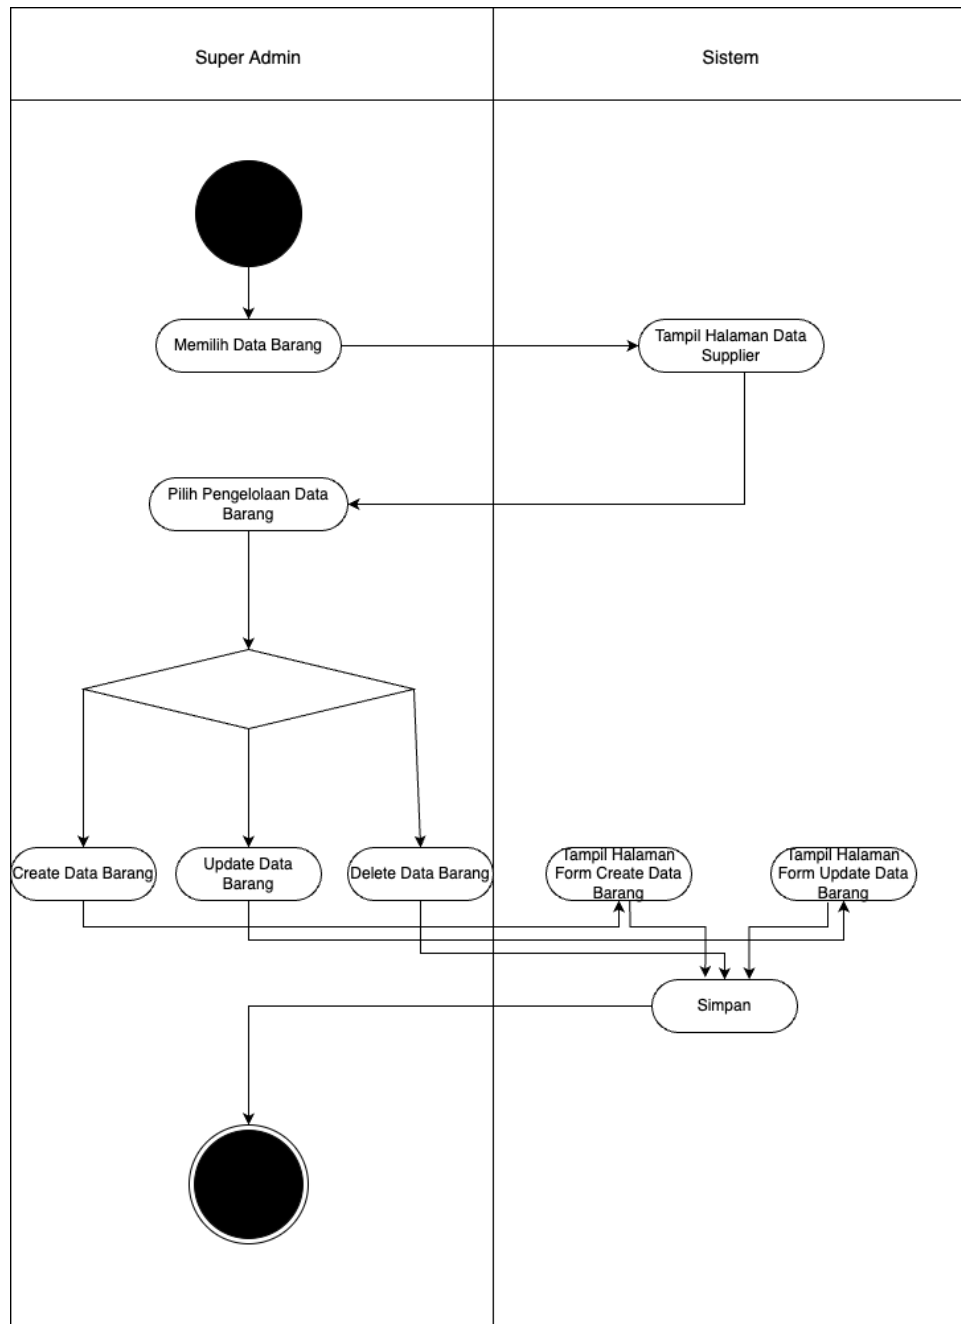 Super Admin
Sistem
Memilih Data Barang
Tampil Halaman Data
Supplier
Pilih Pengelolaan Data
Barang
Create Data Barang
Update Data
Barang
Delete Data Barang
Tampil Halaman
Form Create Data
Barang
Tampil Halaman
Form Update Data
Barang
Simpan